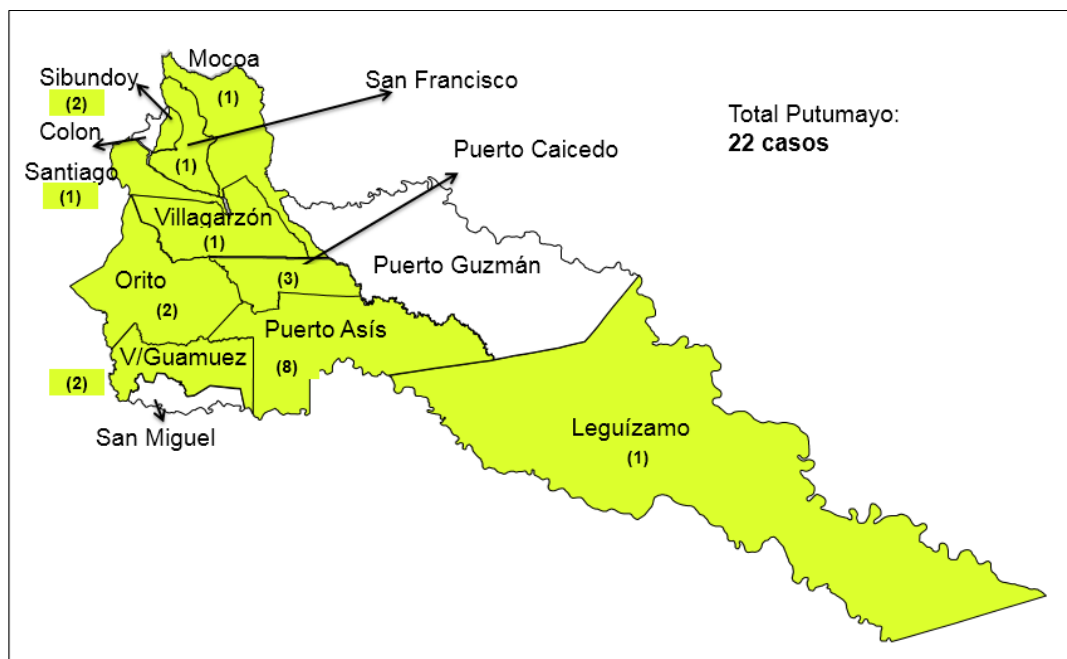 Mocoa
(1)
Sibundoy
(2)
San Francisco
(1)
Colon
Santiago
(1)
Total Putumayo:
22 casos
Puerto Caicedo
(3)
Villagarzón
(1)
Puerto Guzmán
Orito
(2)
Puerto Asís
(8)
V/Guamuez
(2)
San Miguel
Leguízamo
(1)